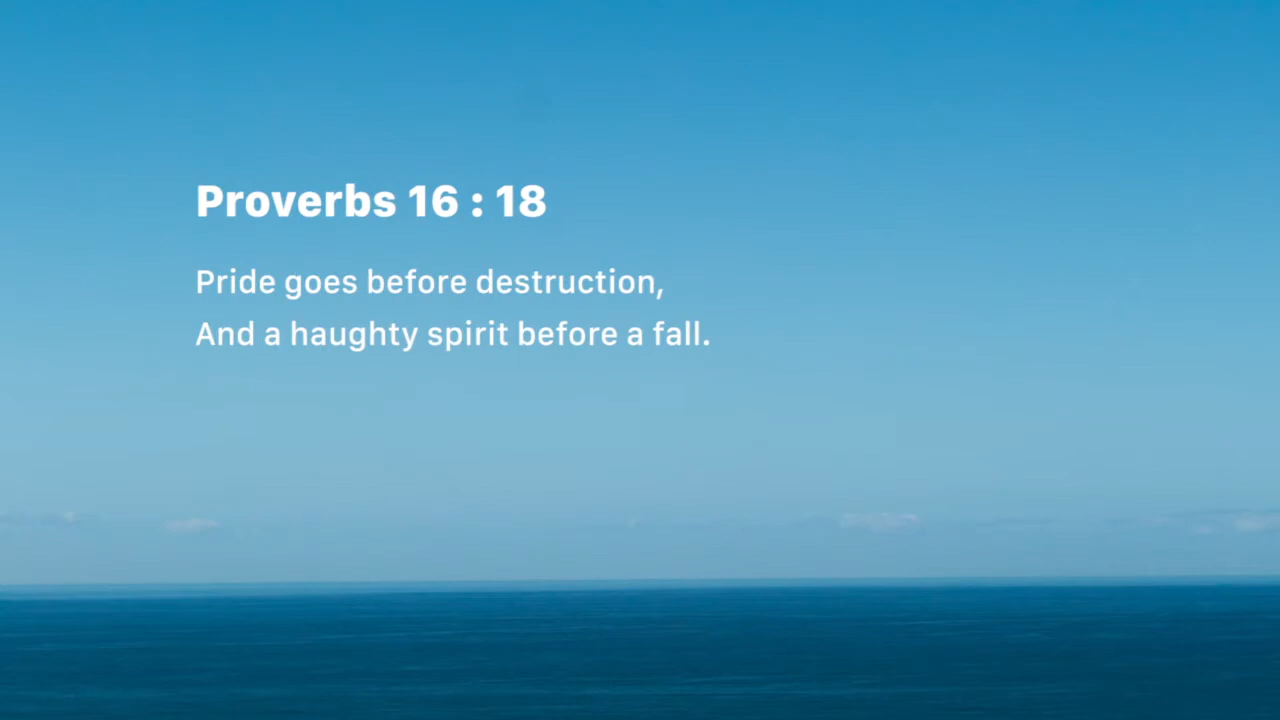 Proverbs 16 : 18
Pride goes before destruction,
And a haughty spirit before a fall.